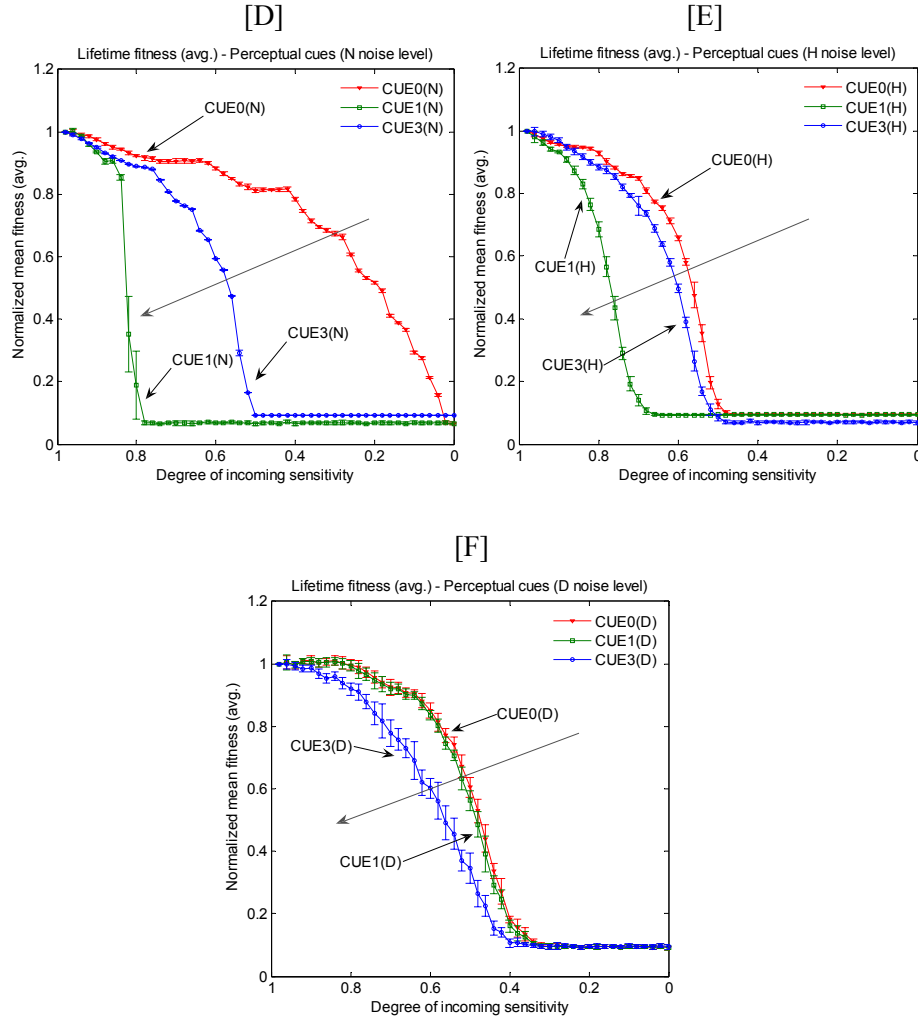 [D]
Lifetime fitness (avg.) - Perceptual cues (N noise level)
1.2
1
0.8
0.6
0.4
0.2
0
1
0.8
0.6
0.4
0.2
0
Normalized mean fitness (avg.)
Degree of incoming sensitivity
CUE0(N)
CUE1(N)
CUE3(N)
CUE0(N)
CUE3(N)
CUE1(N)
[E]
Lifetime fitness (avg.) - Perceptual cues (H noise level)
1.2
1
0.8
0.6
0.4
0.2
0
1
0.8
0.6
0.4
0.2
0
Normalized mean fitness (avg.)
Degree of incoming sensitivity
CUE0(H)
CUE1(H)
CUE3(H)
CUE0(H)
CUE1(H)
CUE3(H)
[F]
Lifetime fitness (avg.) - Perceptual cues (D noise level)
1.2
1
0.8
0.6
0.4
0.2
0
1
0.8
0.6
0.4
0.2
0
Normalized mean fitness (avg.)
Degree of incoming sensitivity
CUE0(D)
CUE1(D)
CUE3(D)
CUE0(D)
CUE3(D)
CUE1(D)